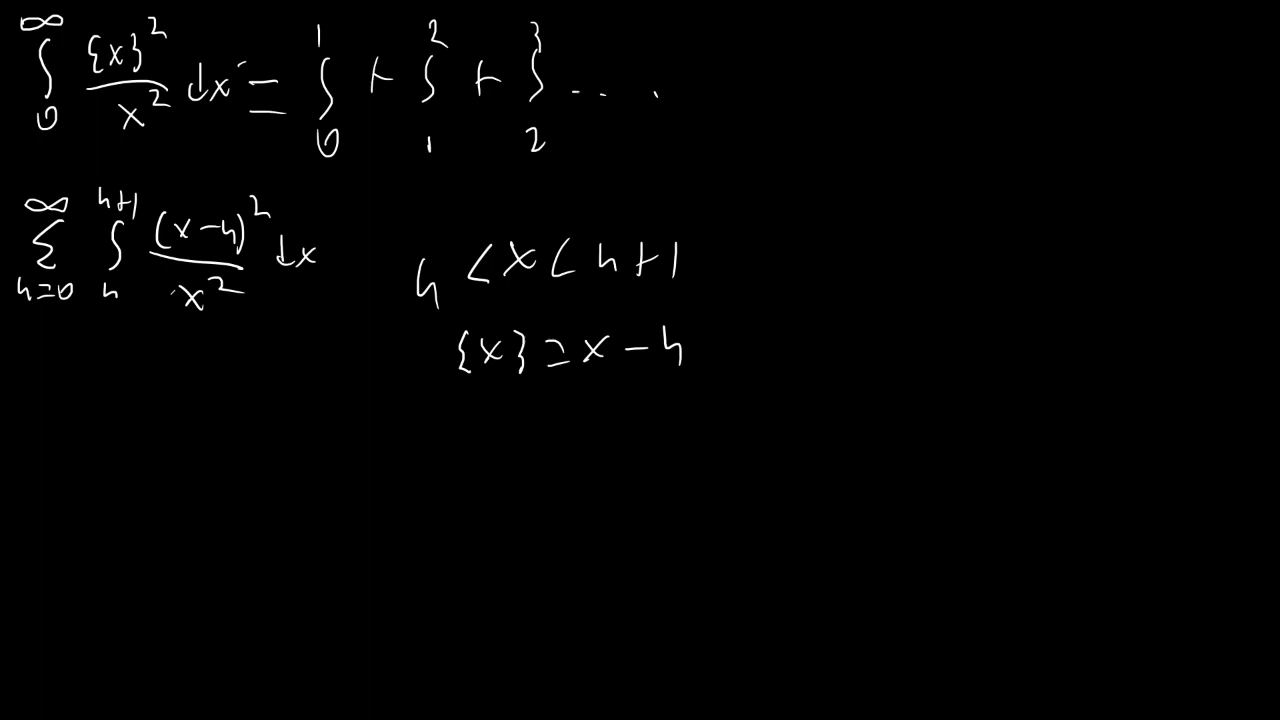 ∫₀^∞ {x}²/x² dx = ∫₀¹ + ∫₁² + ∫₂³ ... .
∑_{n=0}^∞ ∫ₙ^{n+1} (x-n)²/x² dx
n < x < n+1
{x} = x - n